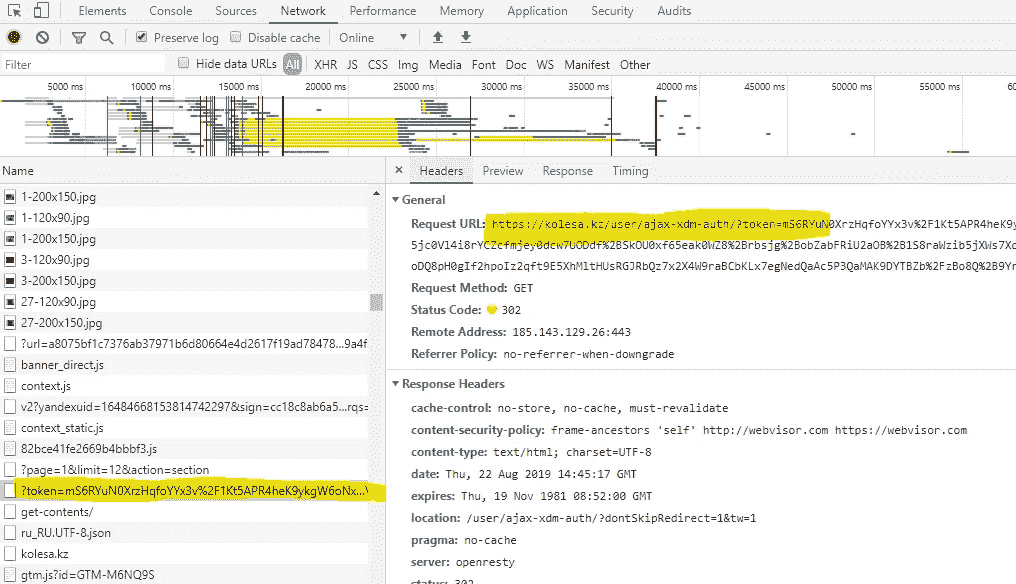 Elements Console Sources Network Performance Memory Application Security Audits
Preserve log Disable cache Online
Filter Hide data URLs All XHR JS CSS Img Media Font Doc WS Manifest Other
5000 ms 10000 ms 15000 ms 20000 ms 25000 ms 30000 ms 35000 ms 40000 ms 45000 ms 50000 ms 55000 ms 60
Name
1-200x150.jpg
1-120x90.jpg
1-200x150.jpg
3-120x90.jpg
3-200x150.jpg
27-120x90.jpg
27-200x150.jpg
?url=a8075bf1c7376ab37971b6d80664e4d2617f19ad78478...9a4f
banner_direct.js
context.js
v2?yandexuid=16484668153814742297&sign=cc18c8ab6a5...rqs=
context_static.js
82bce41fe2669b4bbbf3.js
?page=1&limit=12&action=section
?token=mS6RYuN0XrzHqfoYYx3v%2F1Kt5APR4heK9ykgW6oNx...
get-contents/
ru_RU.UTF-8.json
kolesa.kz
gtm.js?id=GTM-M6NQ9S
× Headers Preview Response Timing
General
Request URL: https://kolesa.kz/user/ajax-xdm-auth/?token=mS6RYuN0XrzHqfoYYx3v%2F1Kt5APR4heK9y
5jc0Vl4i8rYCZcfmjey0dcw7UODdf%2BSkOU0xf65eak0WZ8%2Brbsjg%2BobZabFRiU2aOB%2B1S8raWzib5jXWs7Xo
oDQ8pH0gIf2hpoIz2qft9E5XhMltHUsRGJRbQz7x2X4W9raBCbKLx7egNedQaAc5P3QaMAK9DYTBZb%2FzBo8Q%2B9Yr
Request Method: GET
Status Code: 302
Remote Address: 185.143.129.26:443
Referrer Policy: no-referrer-when-downgrade
Response Headers
cache-control: no-store, no-cache, must-revalidate
content-security-policy: frame-ancestors 'self' http://webvisor.com https://webvisor.com
content-type: text/html; charset=UTF-8
date: Thu, 22 Aug 2019 14:45:17 GMT
expires: Thu, 19 Nov 1981 08:52:00 GMT
location: /user/ajax-xdm-auth/?dontSkipRedirect=1&tw=1
pragma: no-cache
server: openresty
status: 302